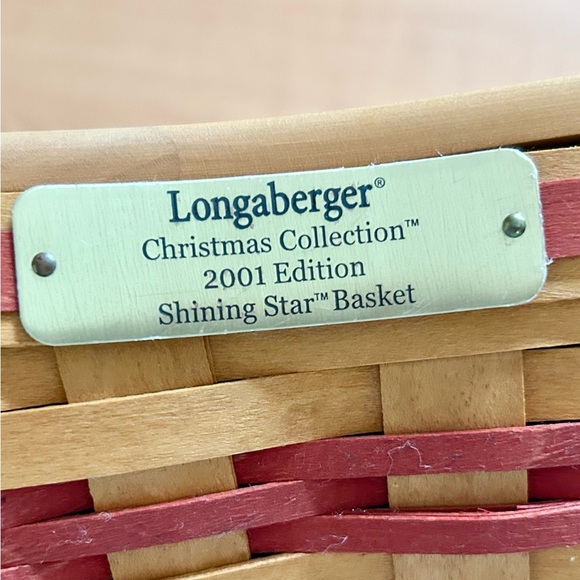 Longaberger®
Christmas Collection™
2001 Edition
Shining Star™ Basket